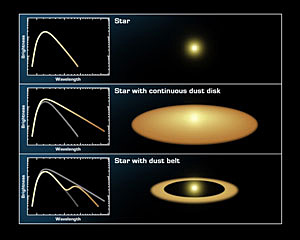 Star
Brightness
Wavelength
Star with continuous dust disk
Brightness
Wavelength
Star with dust belt
Brightness
Wavelength